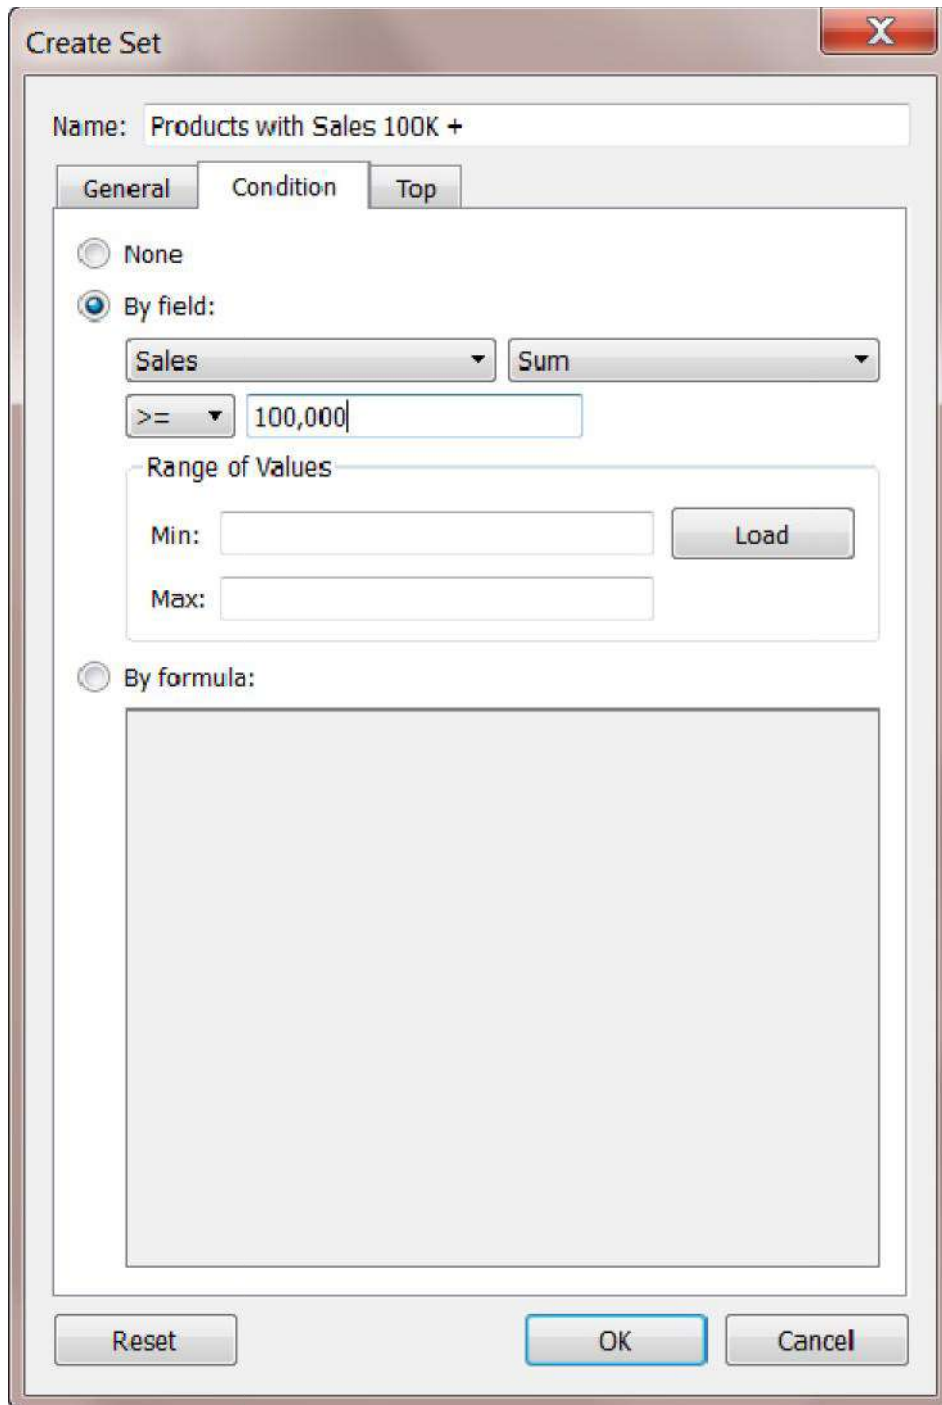 Create Set
X
Name: Products with Sales 100K +
General Condition Top
None
By field:
Sales Sum
>= 100,000
Range of Values
Min: Load
Max:
By formula:
Reset OK Cancel